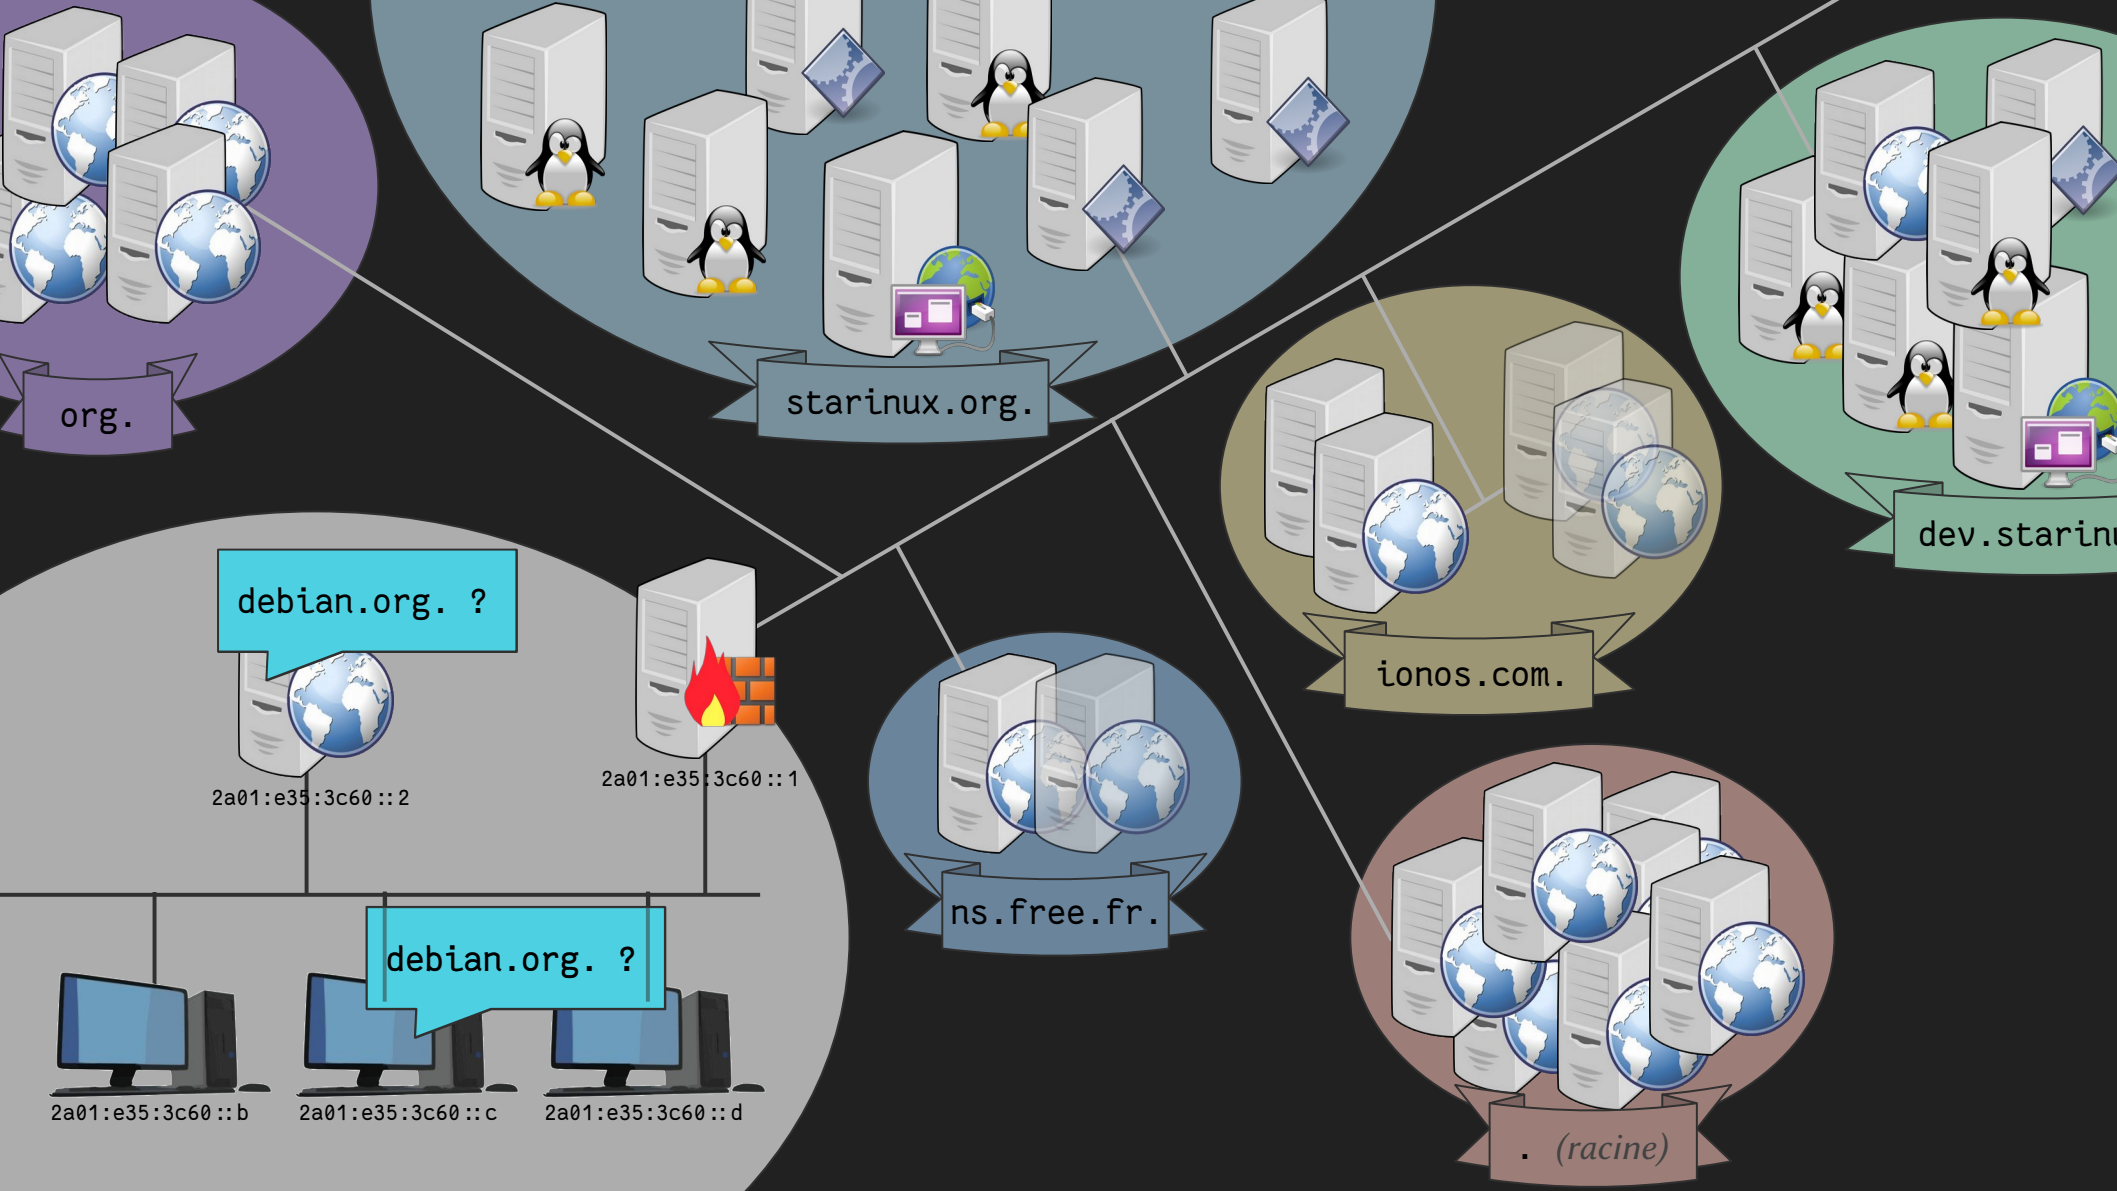 org.
starinux.org.
dev.starinu
debian.org. ?
ionos.com.
2a01:e35:3c60::1
2a01:e35:3c60::2
ns.free.fr.
debian.org. ?
2a01:e35:3c60::b
2a01:e35:3c60::c
2a01:e35:3c60::d
. (racine)